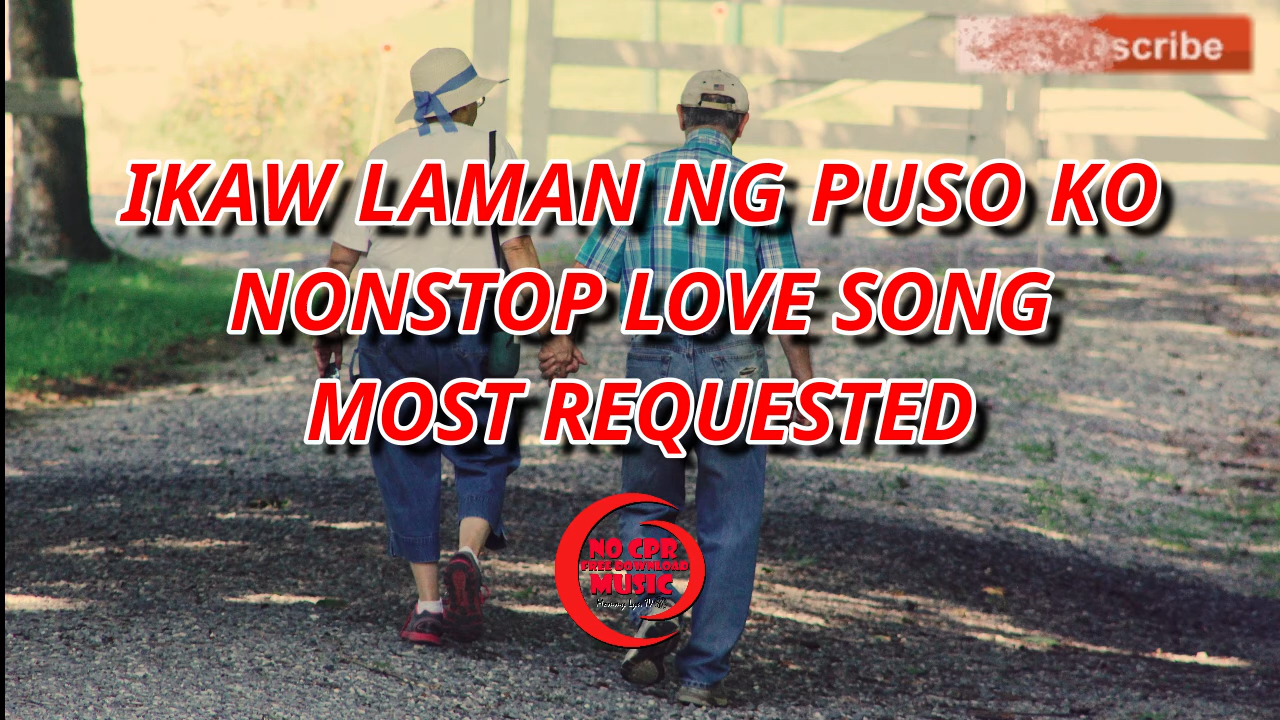 scribe
IKAW LAMAN NG PUSO KO
NONSTOP LOVE SONG
MOST REQUESTED
NO CPR
FREE DOWNLOAD
MUSIC